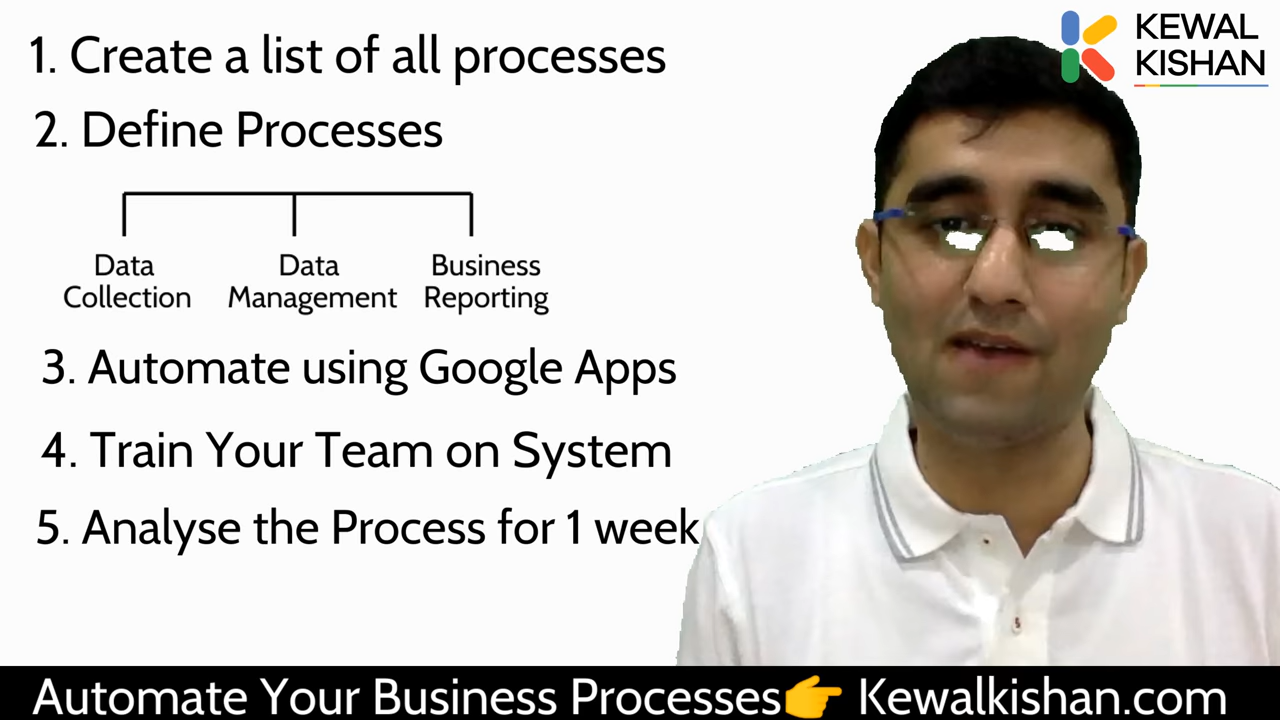 1. Create a list of all processes
KEWAL
KISHAN
2. Define Processes
Data
Collection
Data
Management
Business
Reporting
3. Automate using Google Apps
4. Train Your Team on System
5. Analyse the Process for 1 week
Automate Your Business Processes👉 Kewalkishan.com